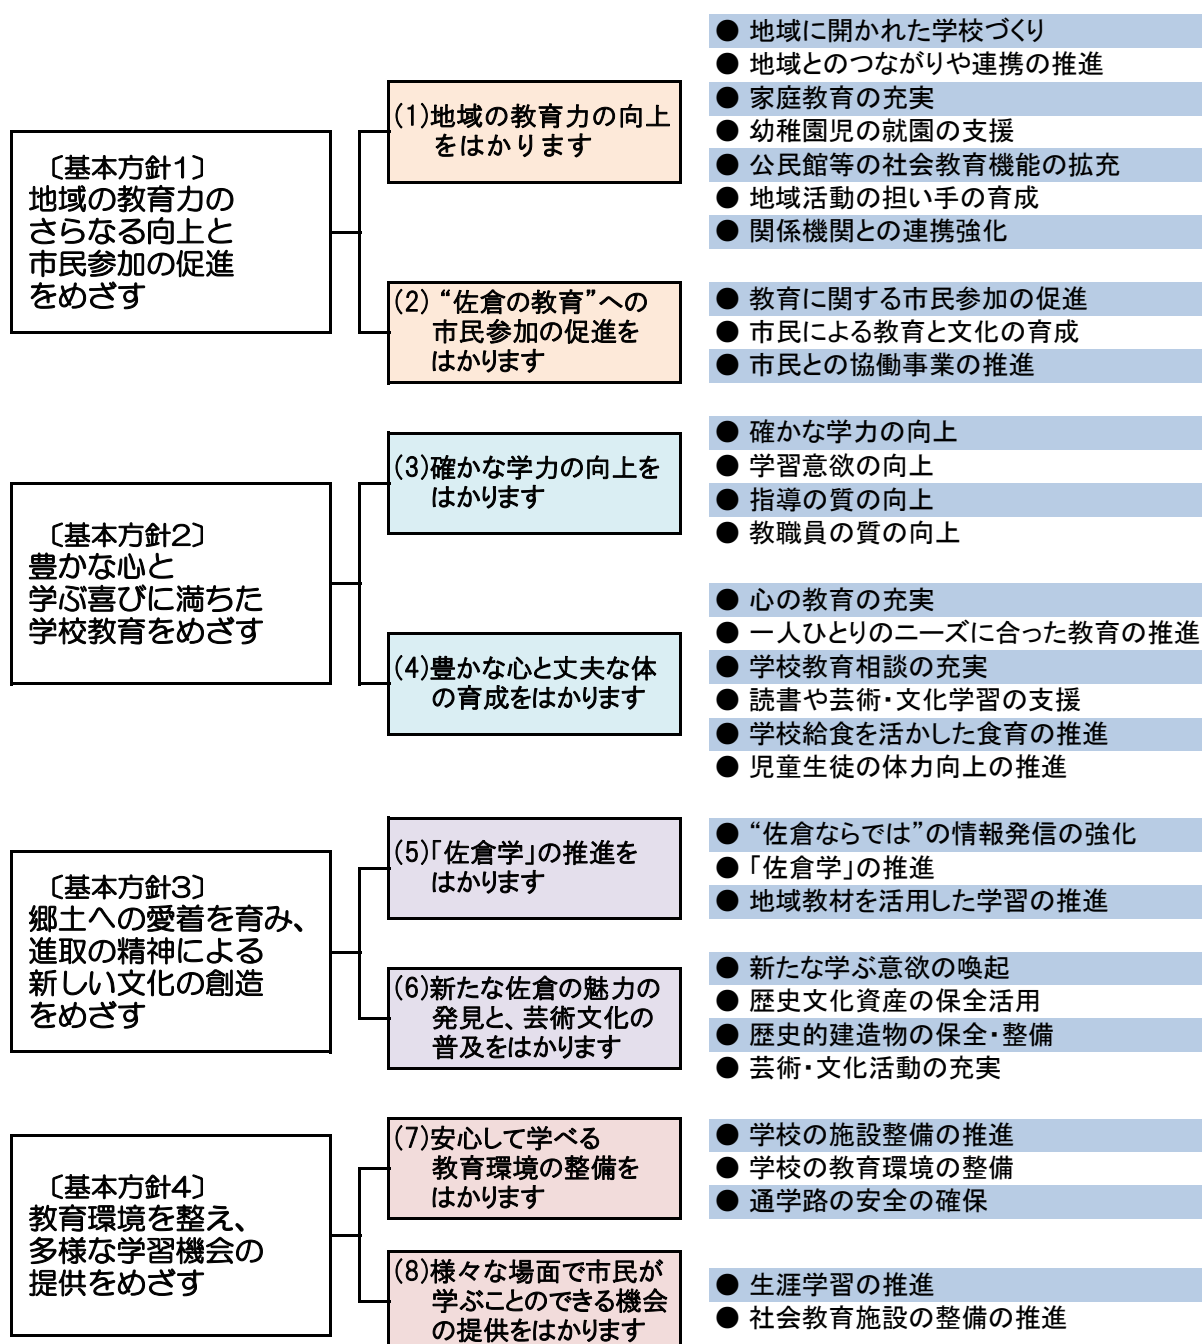 〔基本方針1〕
地域の教育力の
さらなる向上と
市民参加の促進
をめざす
(1)地域の教育力の向上
をはかります
● 地域に開かれた学校づくり
● 地域とのつながりや連携の推進
● 家庭教育の充実
● 幼稚園児の就園の支援
● 公民館等の社会教育機能の拡充
● 地域活動の担い手の育成
● 関係機関との連携強化
(2) “佐倉の教育”への
市民参加の促進を
はかります
● 教育に関する市民参加の促進
● 市民による教育と文化の育成
● 市民との協働事業の推進
〔基本方針2〕
豊かな心と
学ぶ喜びに満ちた
学校教育をめざす
(3)確かな学力の向上を
はかります
● 確かな学力の向上
● 学習意欲の向上
● 指導の質の向上
● 教職員の質の向上
(4)豊かな心と丈夫な体
の育成をはかります
● 心の教育の充実
● 一人ひとりのニーズに合った教育の推進
● 学校教育相談の充実
● 読書や芸術・文化学習の支援
● 学校給食を活かした食育の推進
● 児童生徒の体力向上の推進
〔基本方針3〕
郷土への愛着を育み、
進取の精神による
新しい文化の創造
をめざす
(5)「佐倉学」の推進を
はかります
● “佐倉ならでは”の情報発信の強化
● 「佐倉学」の推進
● 地域教材を活用した学習の推進
(6)新たな佐倉の魅力の
発見と、芸術文化の
普及をはかります
● 新たな学ぶ意欲の喚起
● 歴史文化資産の保全活用
● 歴史的建造物の保全・整備
● 芸術・文化活動の充実
〔基本方針4〕
教育環境を整え、
多様な学習機会の
提供をめざす
(7)安心して学べる
教育環境の整備を
はかります
● 学校の施設整備の推進
● 学校の教育環境の整備
● 通学路の安全の確保
(8)様々な場面で市民が
学ぶことのできる機会
の提供をはかります
● 生涯学習の推進
● 社会教育施設の整備の推進